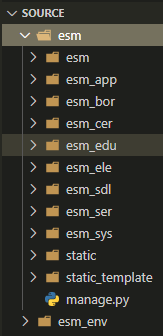 SOURCE
esm
esm
esm_app
esm_bor
esm_cer
esm_edu
esm_ele
esm_sdl
esm_ser
esm_sys
static
static_template
manage.py
esm_env